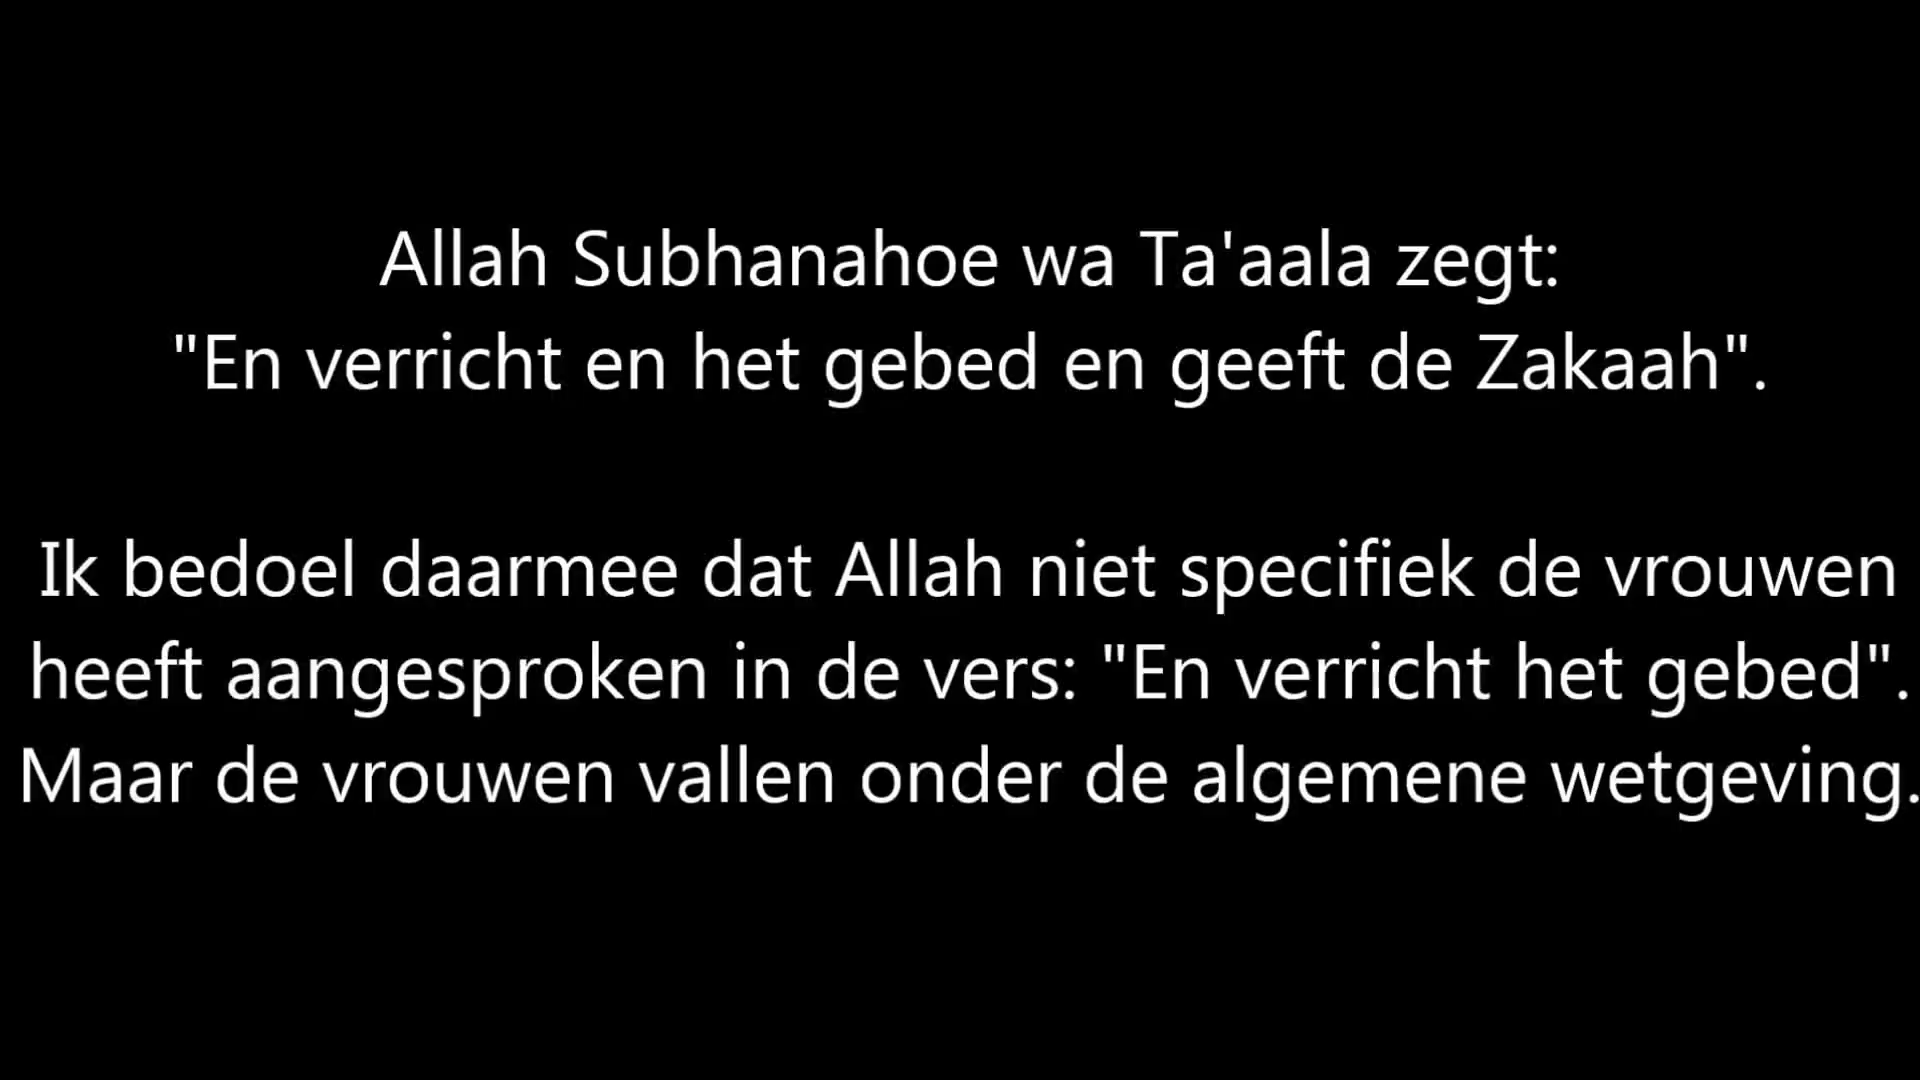 Allah Subhanahoe wa Ta'aala zegt:
"En verricht en het gebed en geeft de Zakaah".
Ik bedoel daarmee dat Allah niet specifiek de vrouwen
heeft aangesproken in de vers: "En verricht het gebed".
Maar de vrouwen vallen onder de algemene wetgeving.